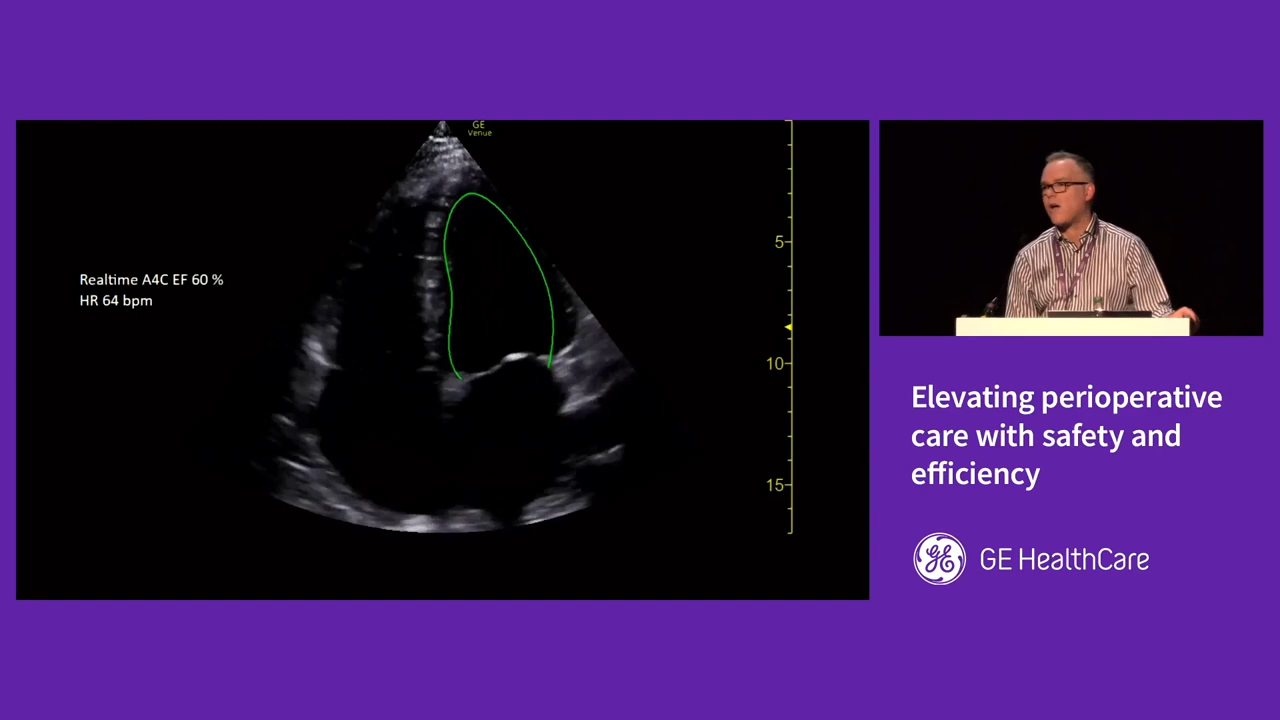 GE
Venue
Realtime A4C EF 60 %
HR 64 bpm
5
10
15
Elevating perioperative
care with safety and
efficiency
GE HealthCare